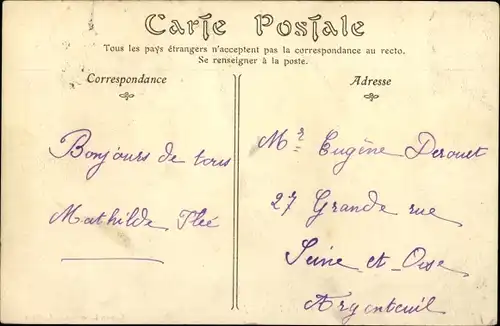 Carte Postale
Tous les pays étrangers n'acceptent pas la correspondance au recto.
Se renseigner à la poste.
Correspondance
Bonjours de tous
Mathilde
Adresse
Mr Eugène Derouet
27 Grande rue
Seine et-Oise
Argenteuil